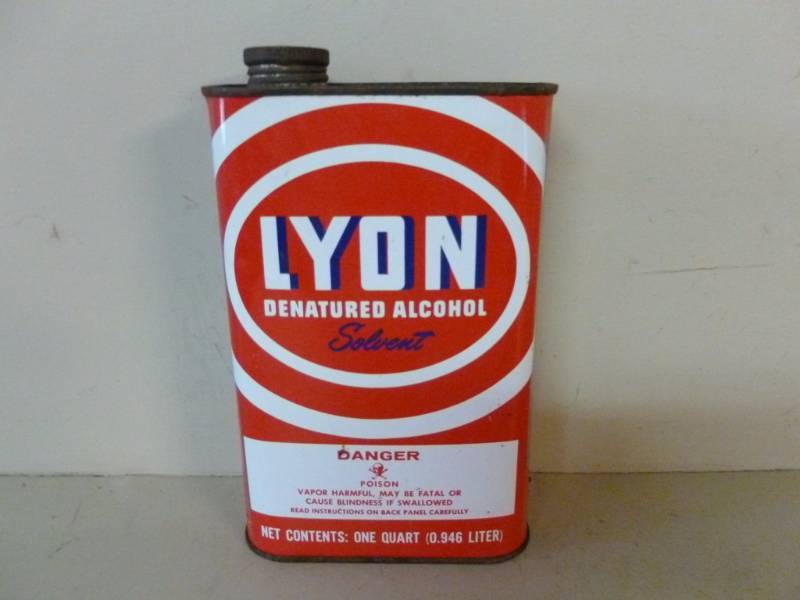 LYON
DENATURED ALCOHOL
Solvent
DANGER
POISON
VAPOR HARMFUL, MAY BE FATAL OR
CAUSE BLINDNESS IF SWALLOWED
READ INSTRUCTIONS ON BACK PANEL CAREFULLY
NET CONTENTS: ONE QUART (0.946 LITER)